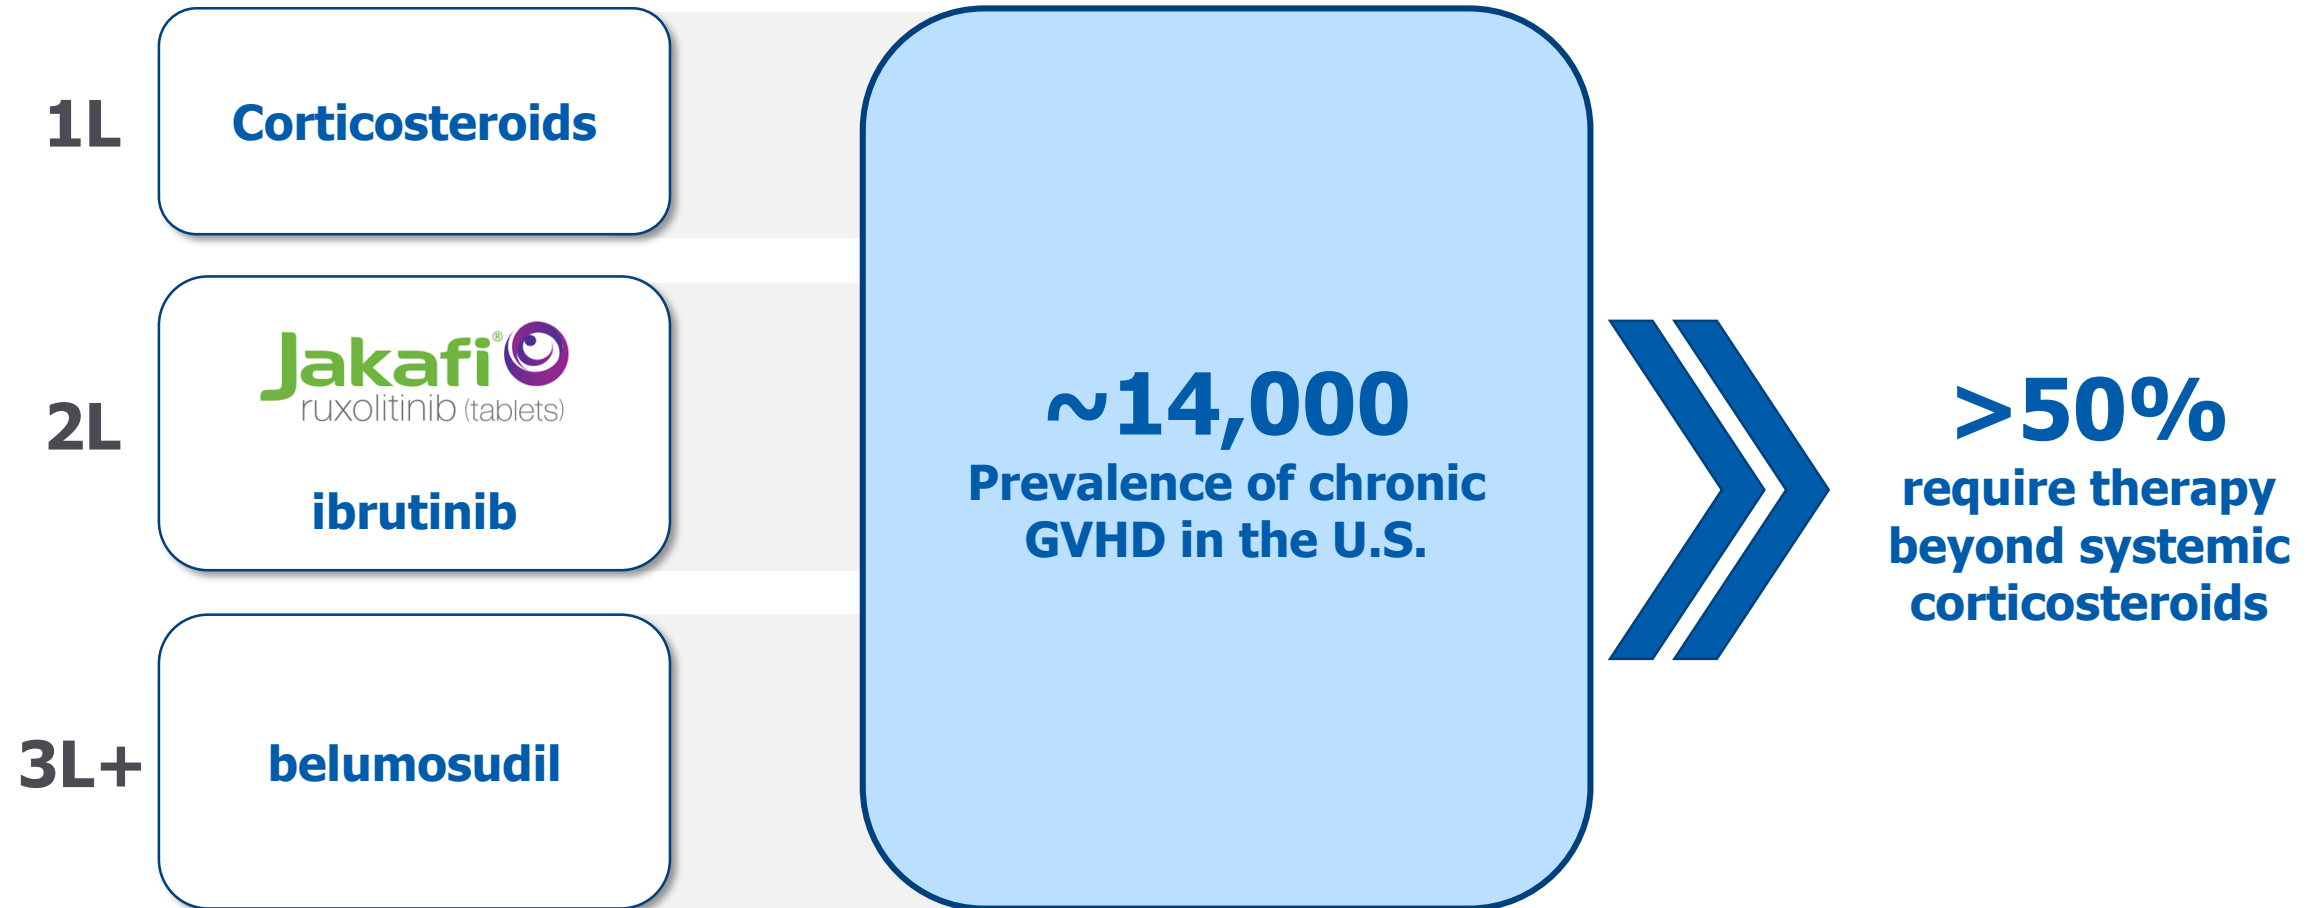 1L
Corticosteroids
2L
Jakafi®
ruxolitinib (tablets)
ibrutinib
3L+
belumosudil
~14,000
Prevalence of chronic
GVHD in the U.S.
>50%
require therapy
beyond systemic
corticosteroids